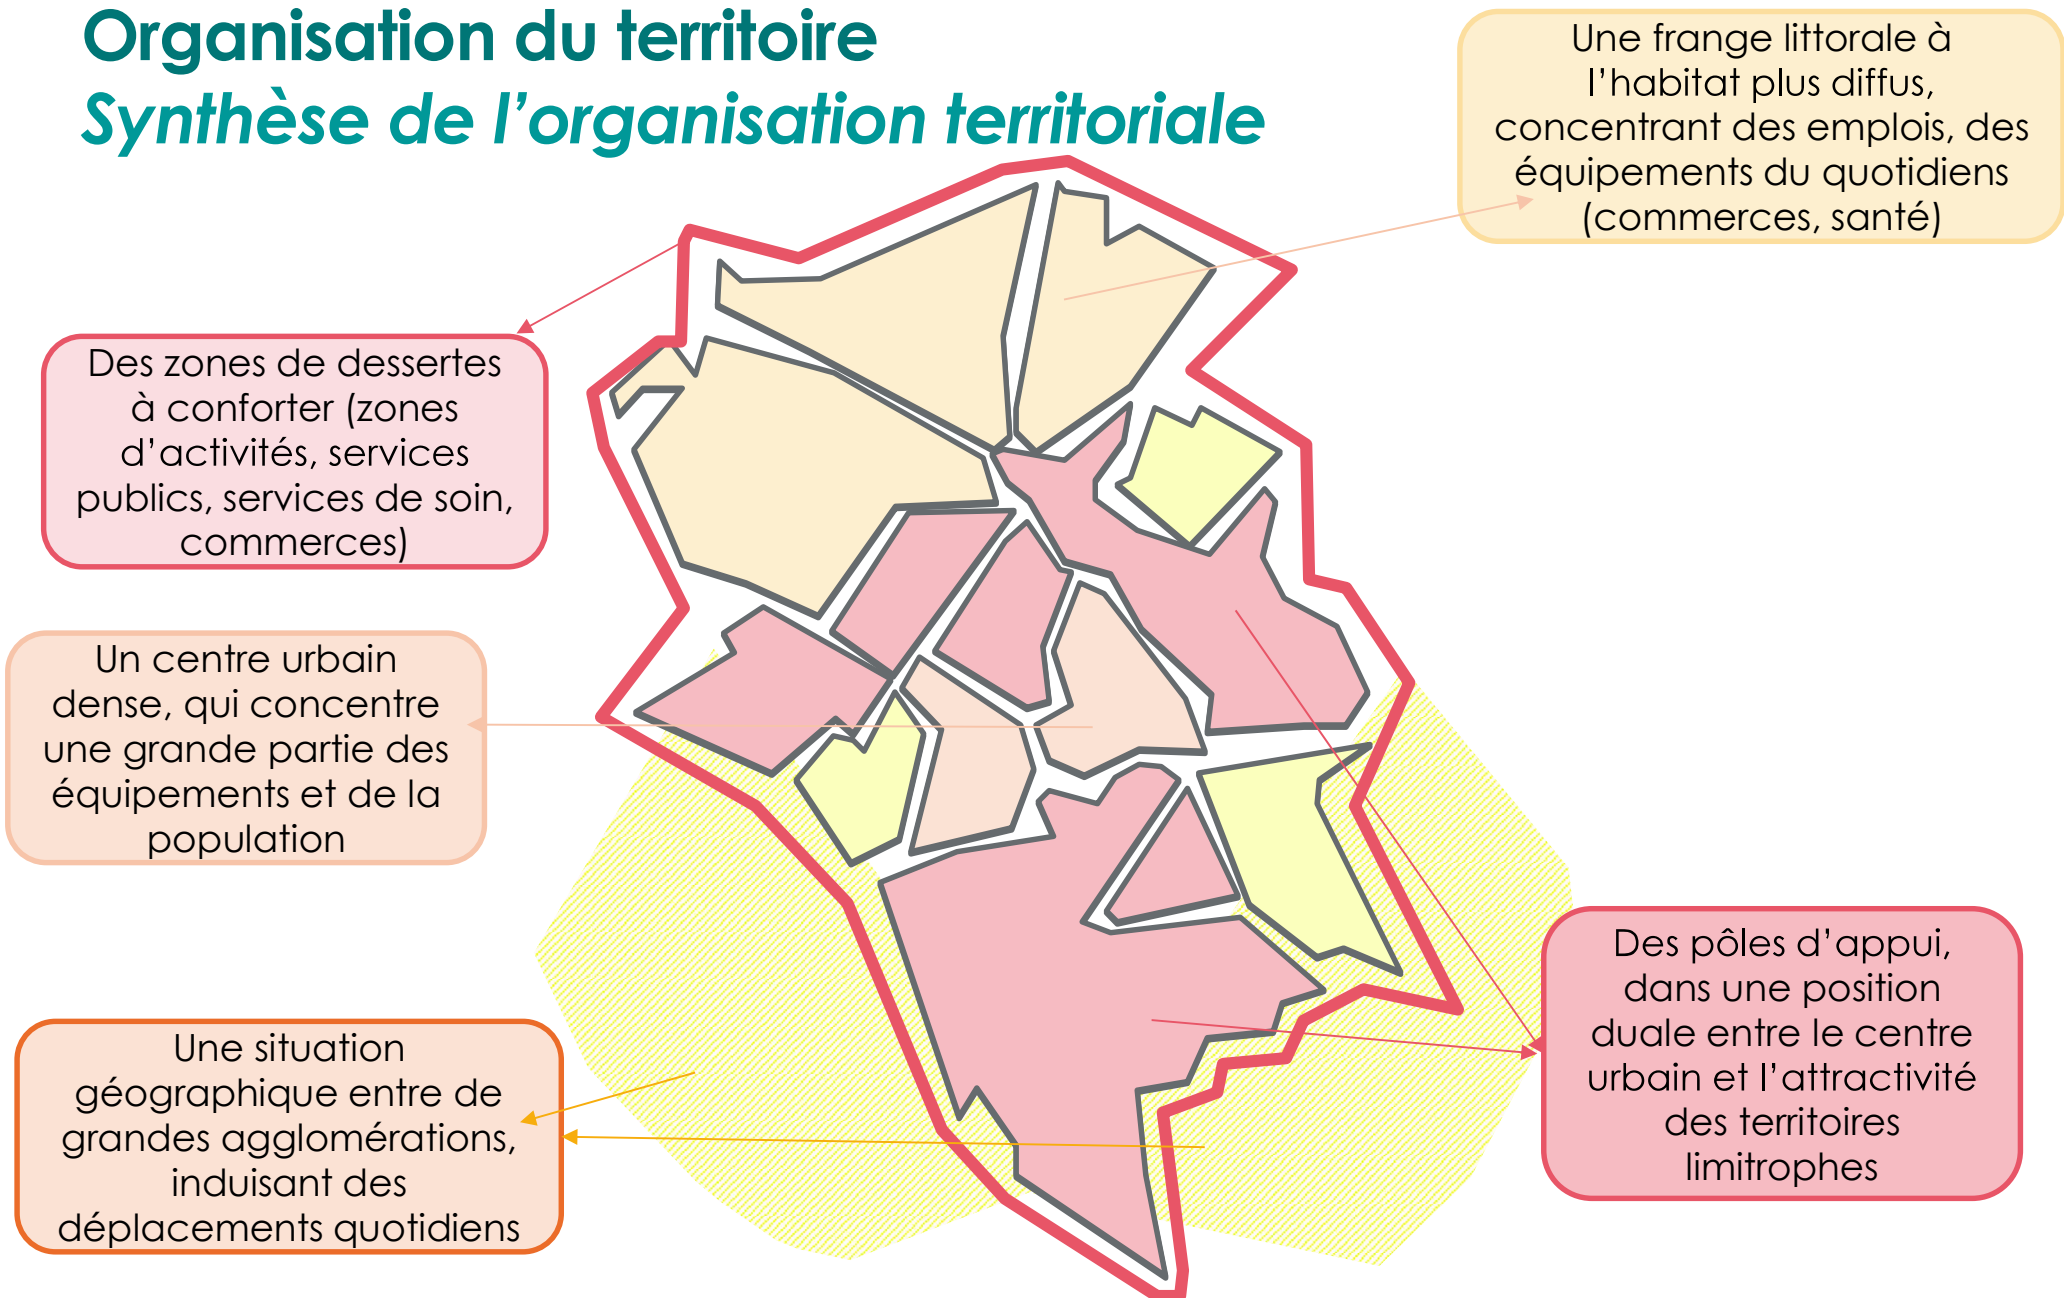 Organisation du territoire
Synthèse de l'organisation territoriale
Une frange littorale à
l'habitat plus diffus,
concentrant des emplois, des
équipements du quotidiens
(commerces, santé)
Des zones de dessertes
à conforter (zones
d'activités, services
publics, services de soin,
commerces)
Un centre urbain
dense, qui concentre
une grande partie des
équipements et de la
population
Des pôles d'appui,
dans une position
duale entre le centre
urbain et l'attractivité
des territoires
limitrophes
Une situation
géographique entre de
grandes agglomérations,
induisant des
déplacements quotidiens